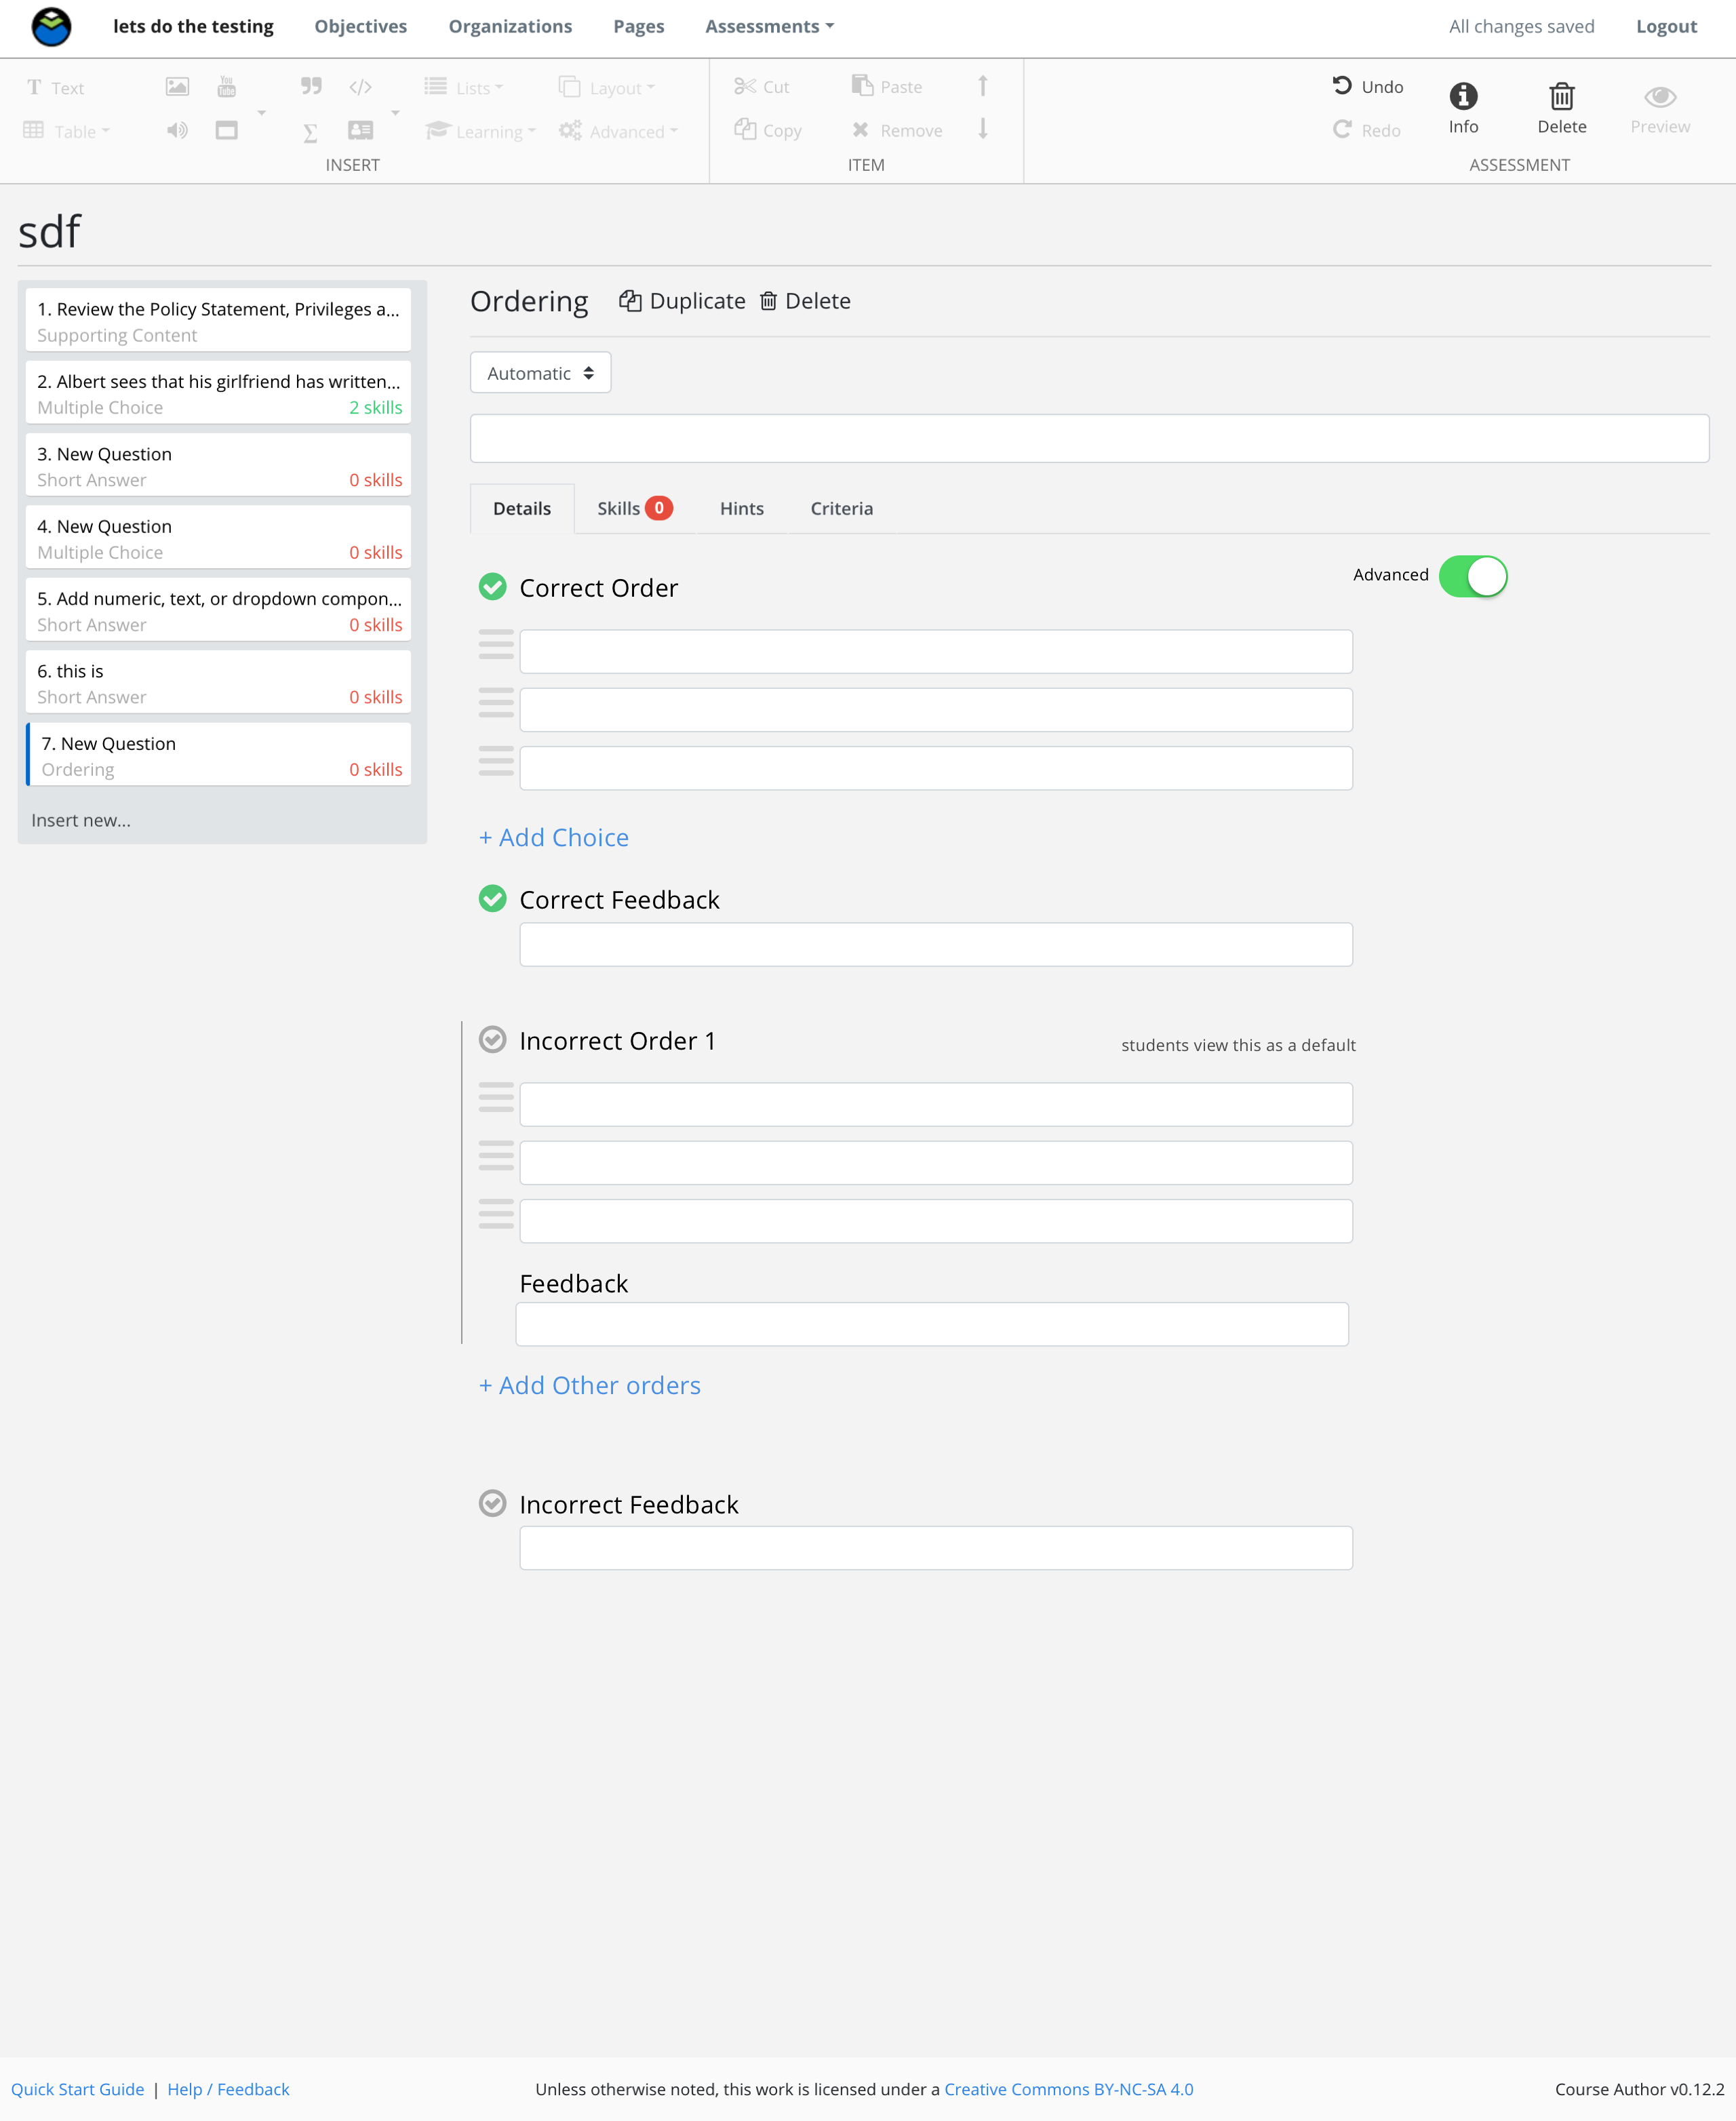 lets do the testing Objectives Organizations Pages Assessments All changes saved Logout
Text Lists Layout Cut Paste Undo
Table Learning Advanced Copy Remove Redo Info Delete Preview
INSERT ITEM ASSESSMENT
sdf
1. Review the Policy Statement, Privileges a...
Supporting Content
2. Albert sees that his girlfriend has written...
Multiple Choice 2 skills
3. New Question
Short Answer 0 skills
4. New Question
Multiple Choice 0 skills
5. Add numeric, text, or dropdown compon...
Short Answer 0 skills
6. this is
Short Answer 0 skills
7. New Question
Ordering 0 skills
Insert new...
Ordering Duplicate Delete
Automatic
Details Skills 0 Hints Criteria
Correct Order Advanced
+ Add Choice
Correct Feedback
Incorrect Order 1 students view this as a default
Feedback
+ Add Other orders
Incorrect Feedback
Quick Start Guide | Help / Feedback Unless otherwise noted, this work is licensed under a Creative Commons BY-NC-SA 4.0 Course Author v0.12.2